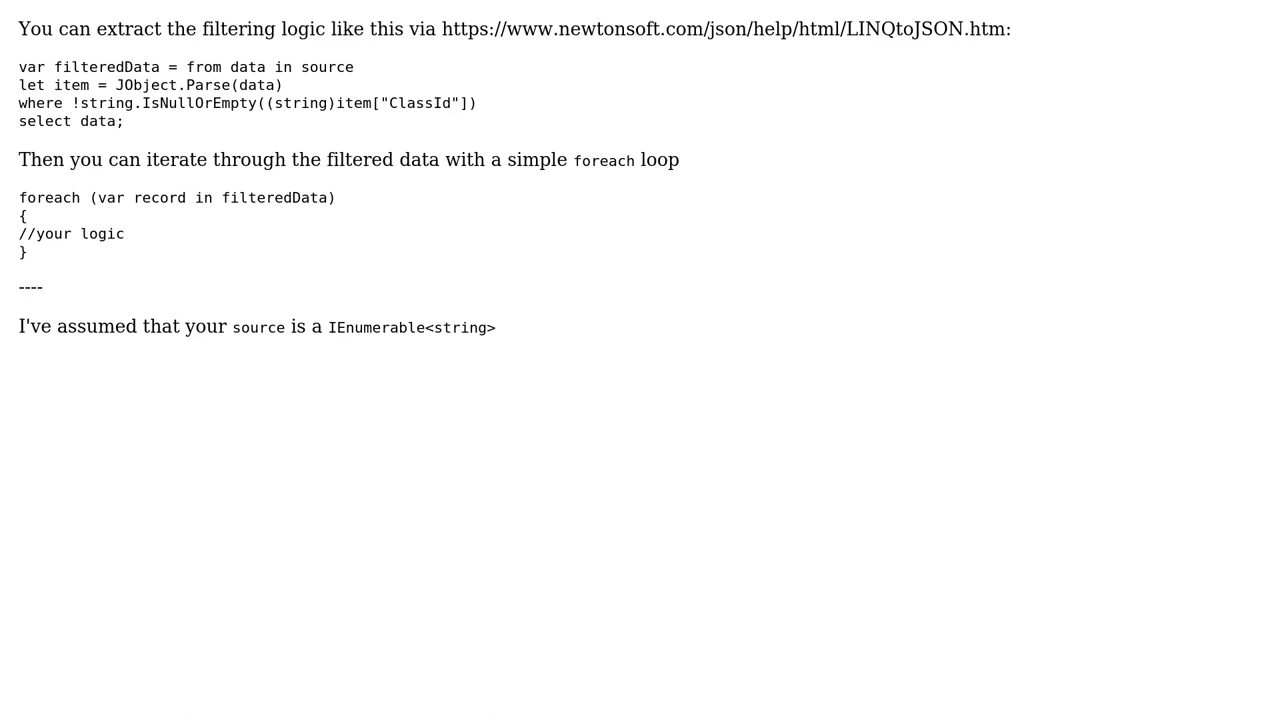 You can extract the filtering logic like this via https://www.newtonsoft.com/json/help/html/LINQtoJSON.htm:
var filteredData = from data in source
let item = JObject.Parse(data)
where !string.IsNullOrEmpty((string)item["ClassId"])
select data;
Then you can iterate through the filtered data with a simple foreach loop
foreach (var record in filteredData)
{
//your logic
}
----
I've assumed that your source is a IEnumerable<string>